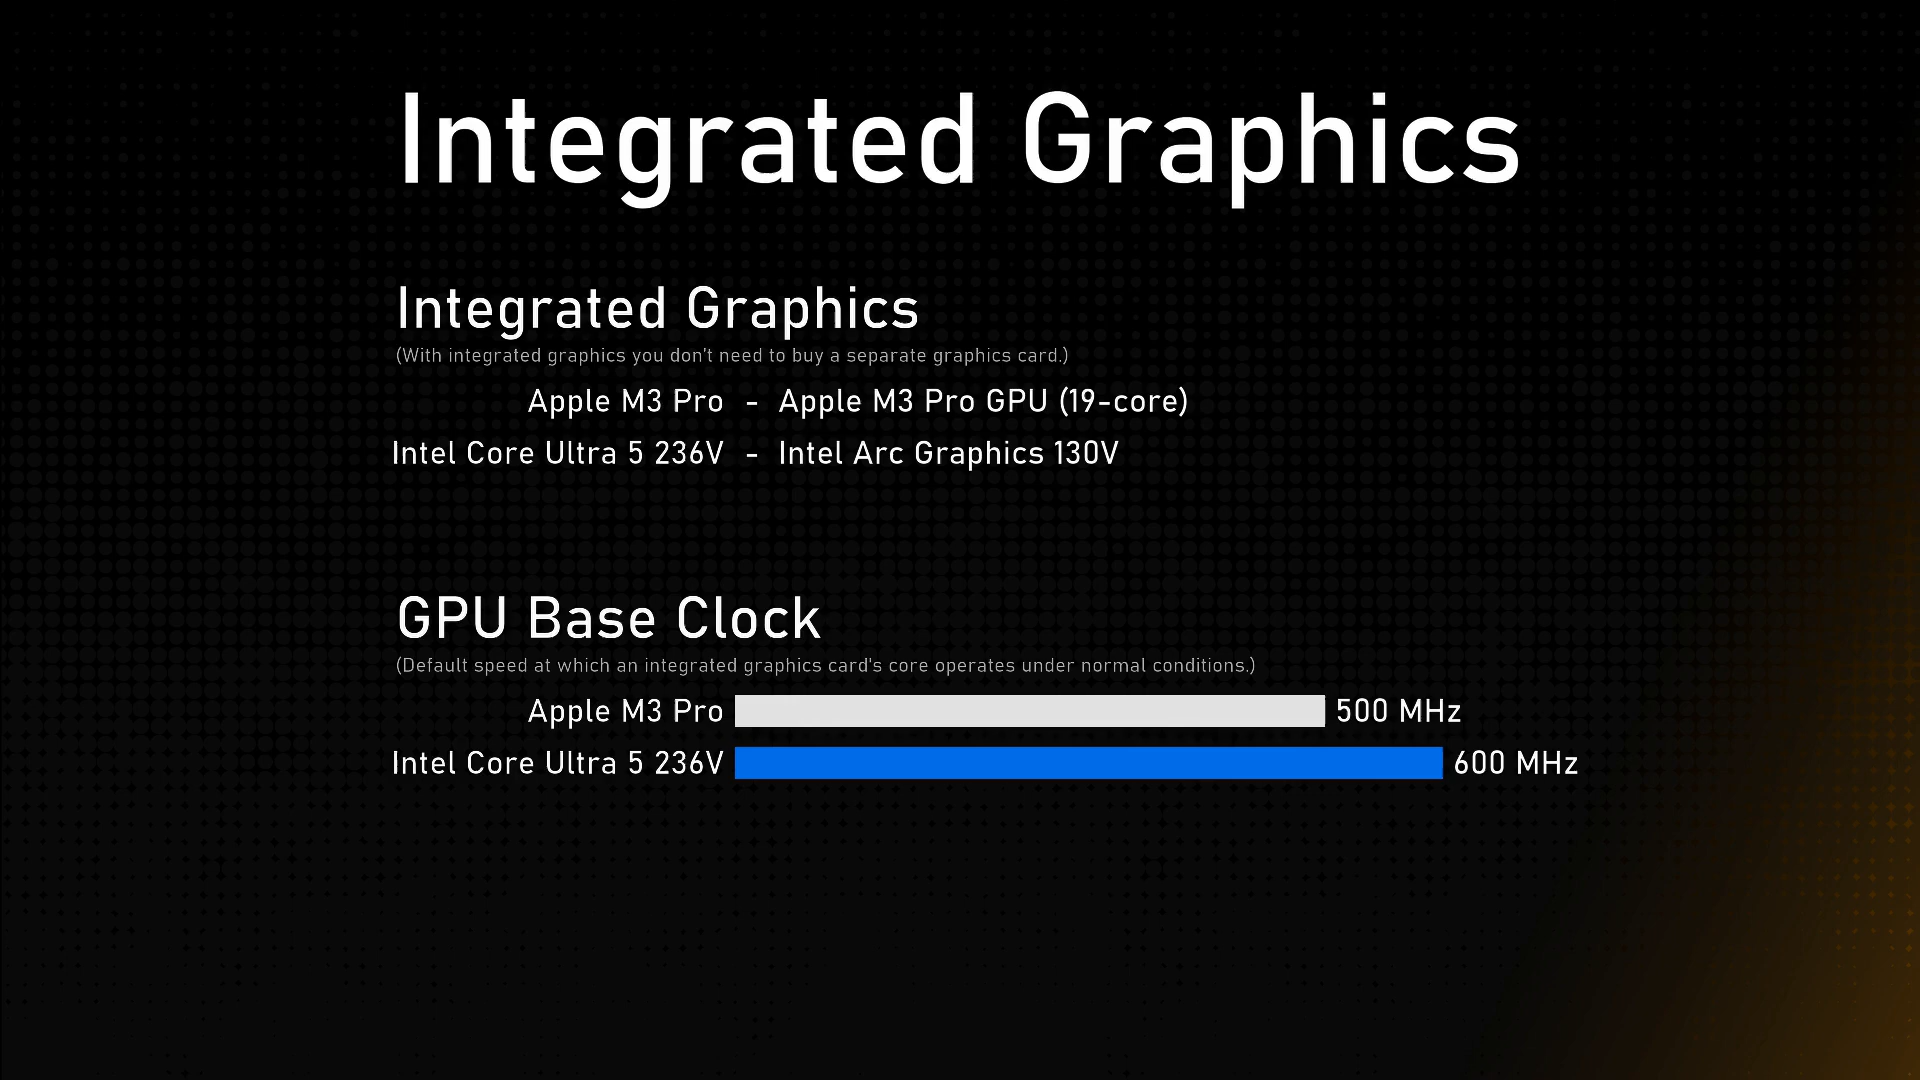 Integrated Graphics
Integrated Graphics
(With integrated graphics you don't need to buy a separate graphics card.)
Apple M3 Pro - Apple M3 Pro GPU (19-core)
Intel Core Ultra 5 236V - Intel Arc Graphics 130V
GPU Base Clock
(Default speed at which an integrated graphics card's core operates under normal conditions.)
Apple M3 Pro 500 MHz
Intel Core Ultra 5 236V 600 MHz